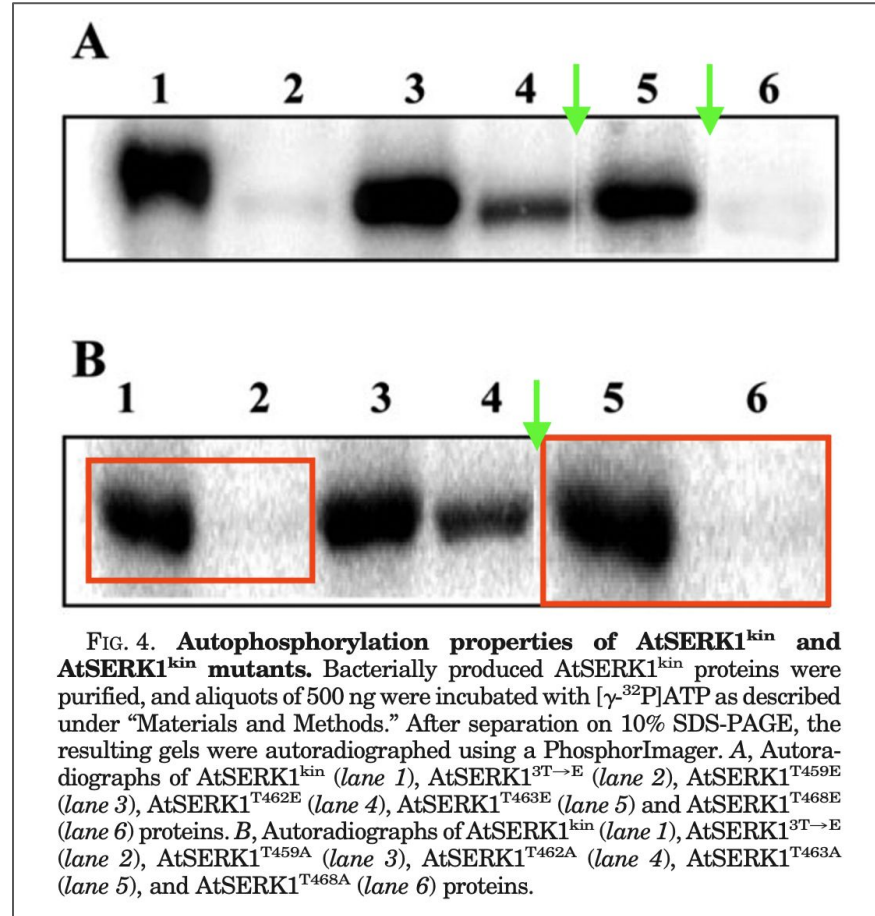 A
1 2 3 4 5 6
B
1 2 3 4 5 6
FIG. 4. Autophosphorylation properties of AtSERK1kin and
AtSERK1kin mutants. Bacterially produced AtSERK1kin proteins were
purified, and aliquots of 500 ng were incubated with [γ-32P]ATP as described
under “Materials and Methods.” After separation on 10% SDS-PAGE, the
resulting gels were autoradiographed using a PhosphorImager. A, Autora-
diographs of AtSERK1kin (lane 1), AtSERK13T→E (lane 2), AtSERK1T459E
(lane 3), AtSERK1T462E (lane 4), AtSERK1T463E (lane 5) and AtSERK1T468E
(lane 6) proteins. B, Autoradiographs of AtSERK1kin (lane 1), AtSERK13T→E
(lane 2), AtSERK1T459A (lane 3), AtSERK1T462A (lane 4), AtSERK1T463A
(lane 5), and AtSERK1T468A (lane 6) proteins.